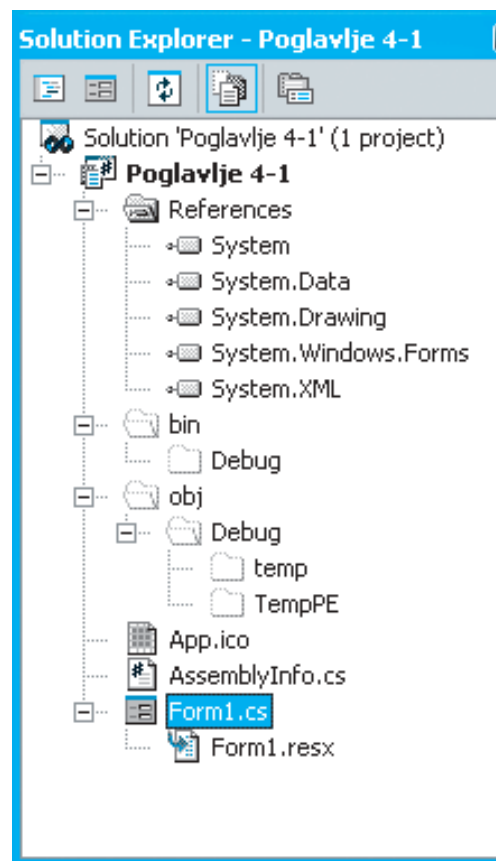 Solution Explorer - Poglavlje 4-1
Solution 'Poglavlje 4-1' (1 project)
Poglavlje 4-1
References
System
System.Data
System.Drawing
System.Windows.Forms
System.XML
bin
Debug
obj
Debug
temp
TempPE
App.ico
AssemblyInfo.cs
Form1.cs
Form1.resx